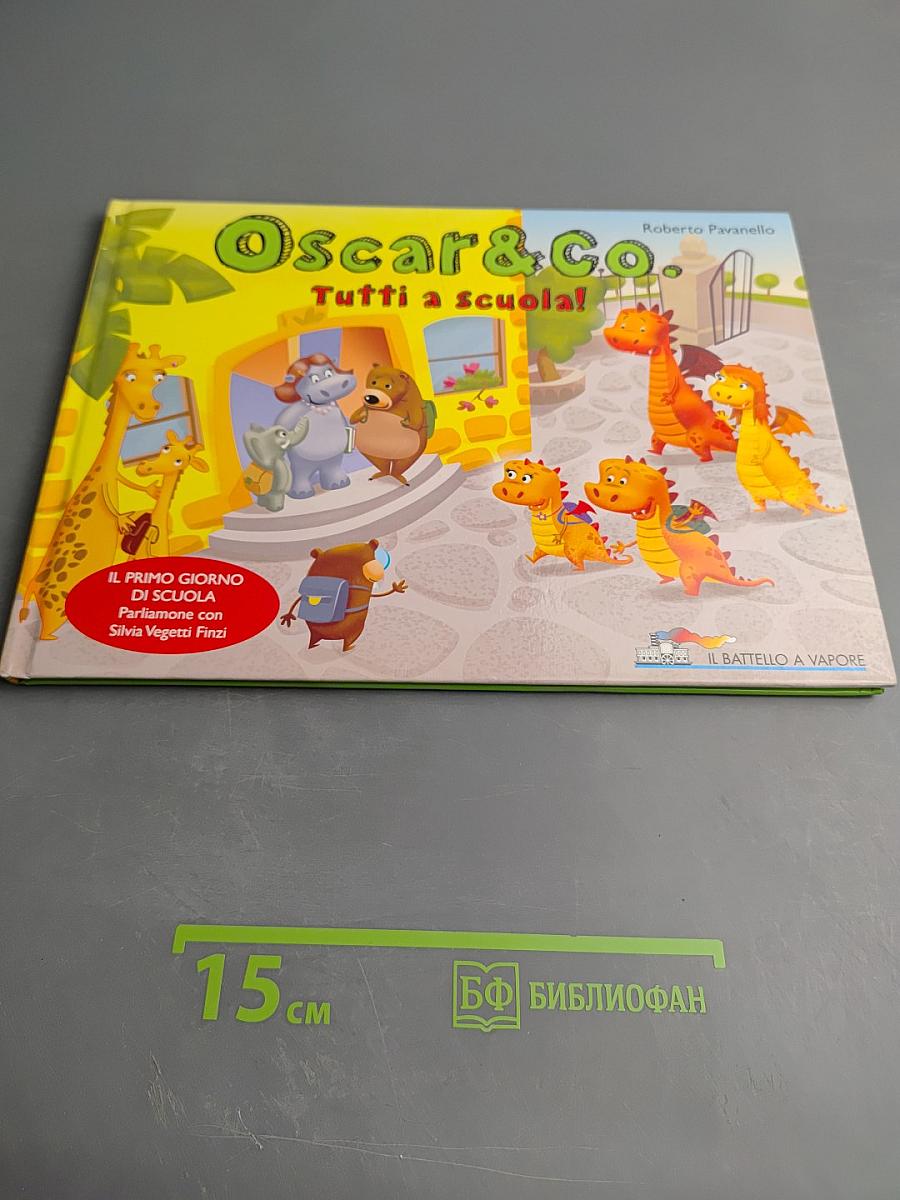 Roberto Pavanello
Oscar & Co.
Tutti a scuola!
IL PRIMO GIORNO
DI SCUOLA
Parliamone con
Silvia Vegetti Finzi
IL BATTELLO A VAPORE
15 см
БФ БИБЛИОФАН